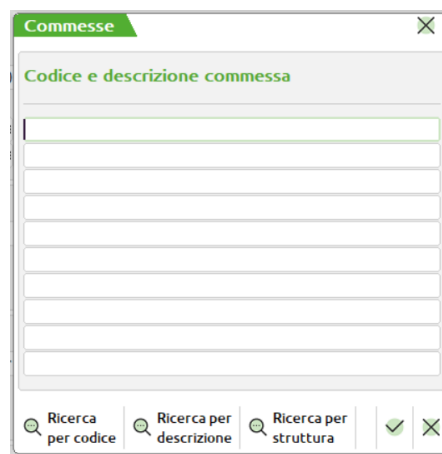 Commesse
Codice e descrizione commessa
Ricerca
per codice
Ricerca per
descrizione
Ricerca per
struttura